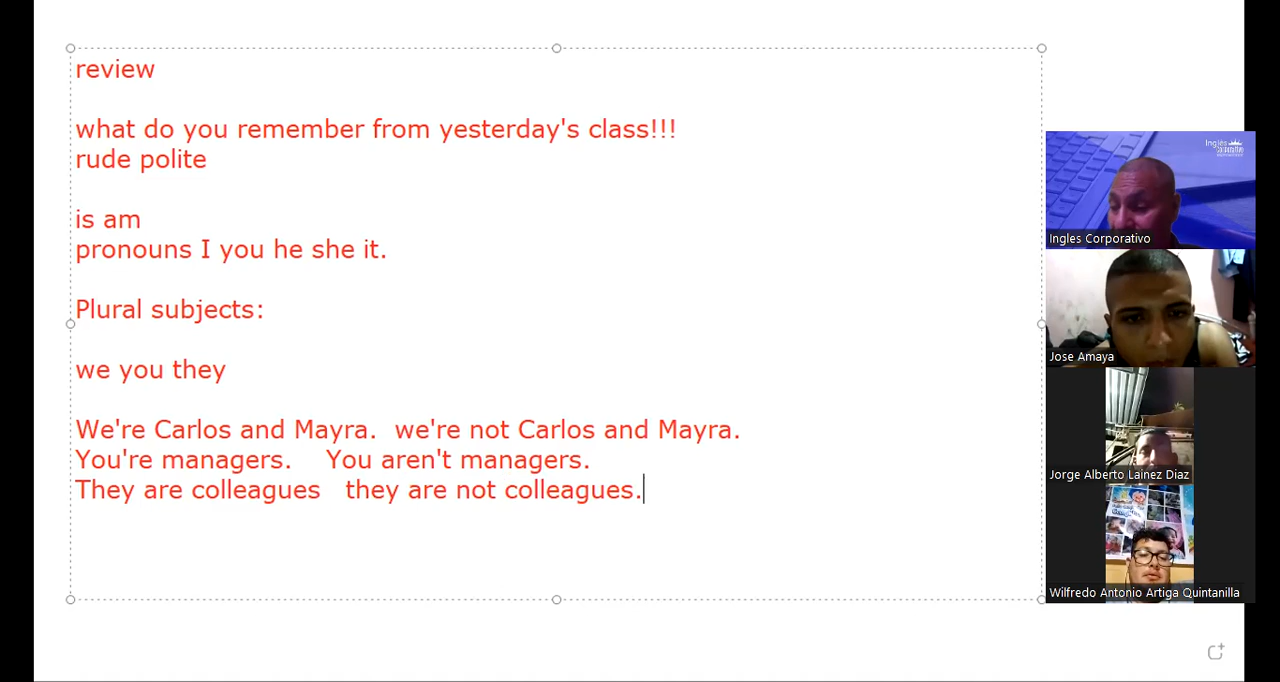 review
what do you remember from yesterday's class!!!
rude polite
is am
pronouns I you he she it.
Plural subjects:
we you they
We're Carlos and Mayra.  we're not Carlos and Mayra.
You're managers.    You aren't managers.
They are colleagues   they are not colleagues.
Ingles Corporativo
Jose Amaya
Jorge Alberto Lainez Diaz
Wilfredo Antonio Artiga Quintanilla